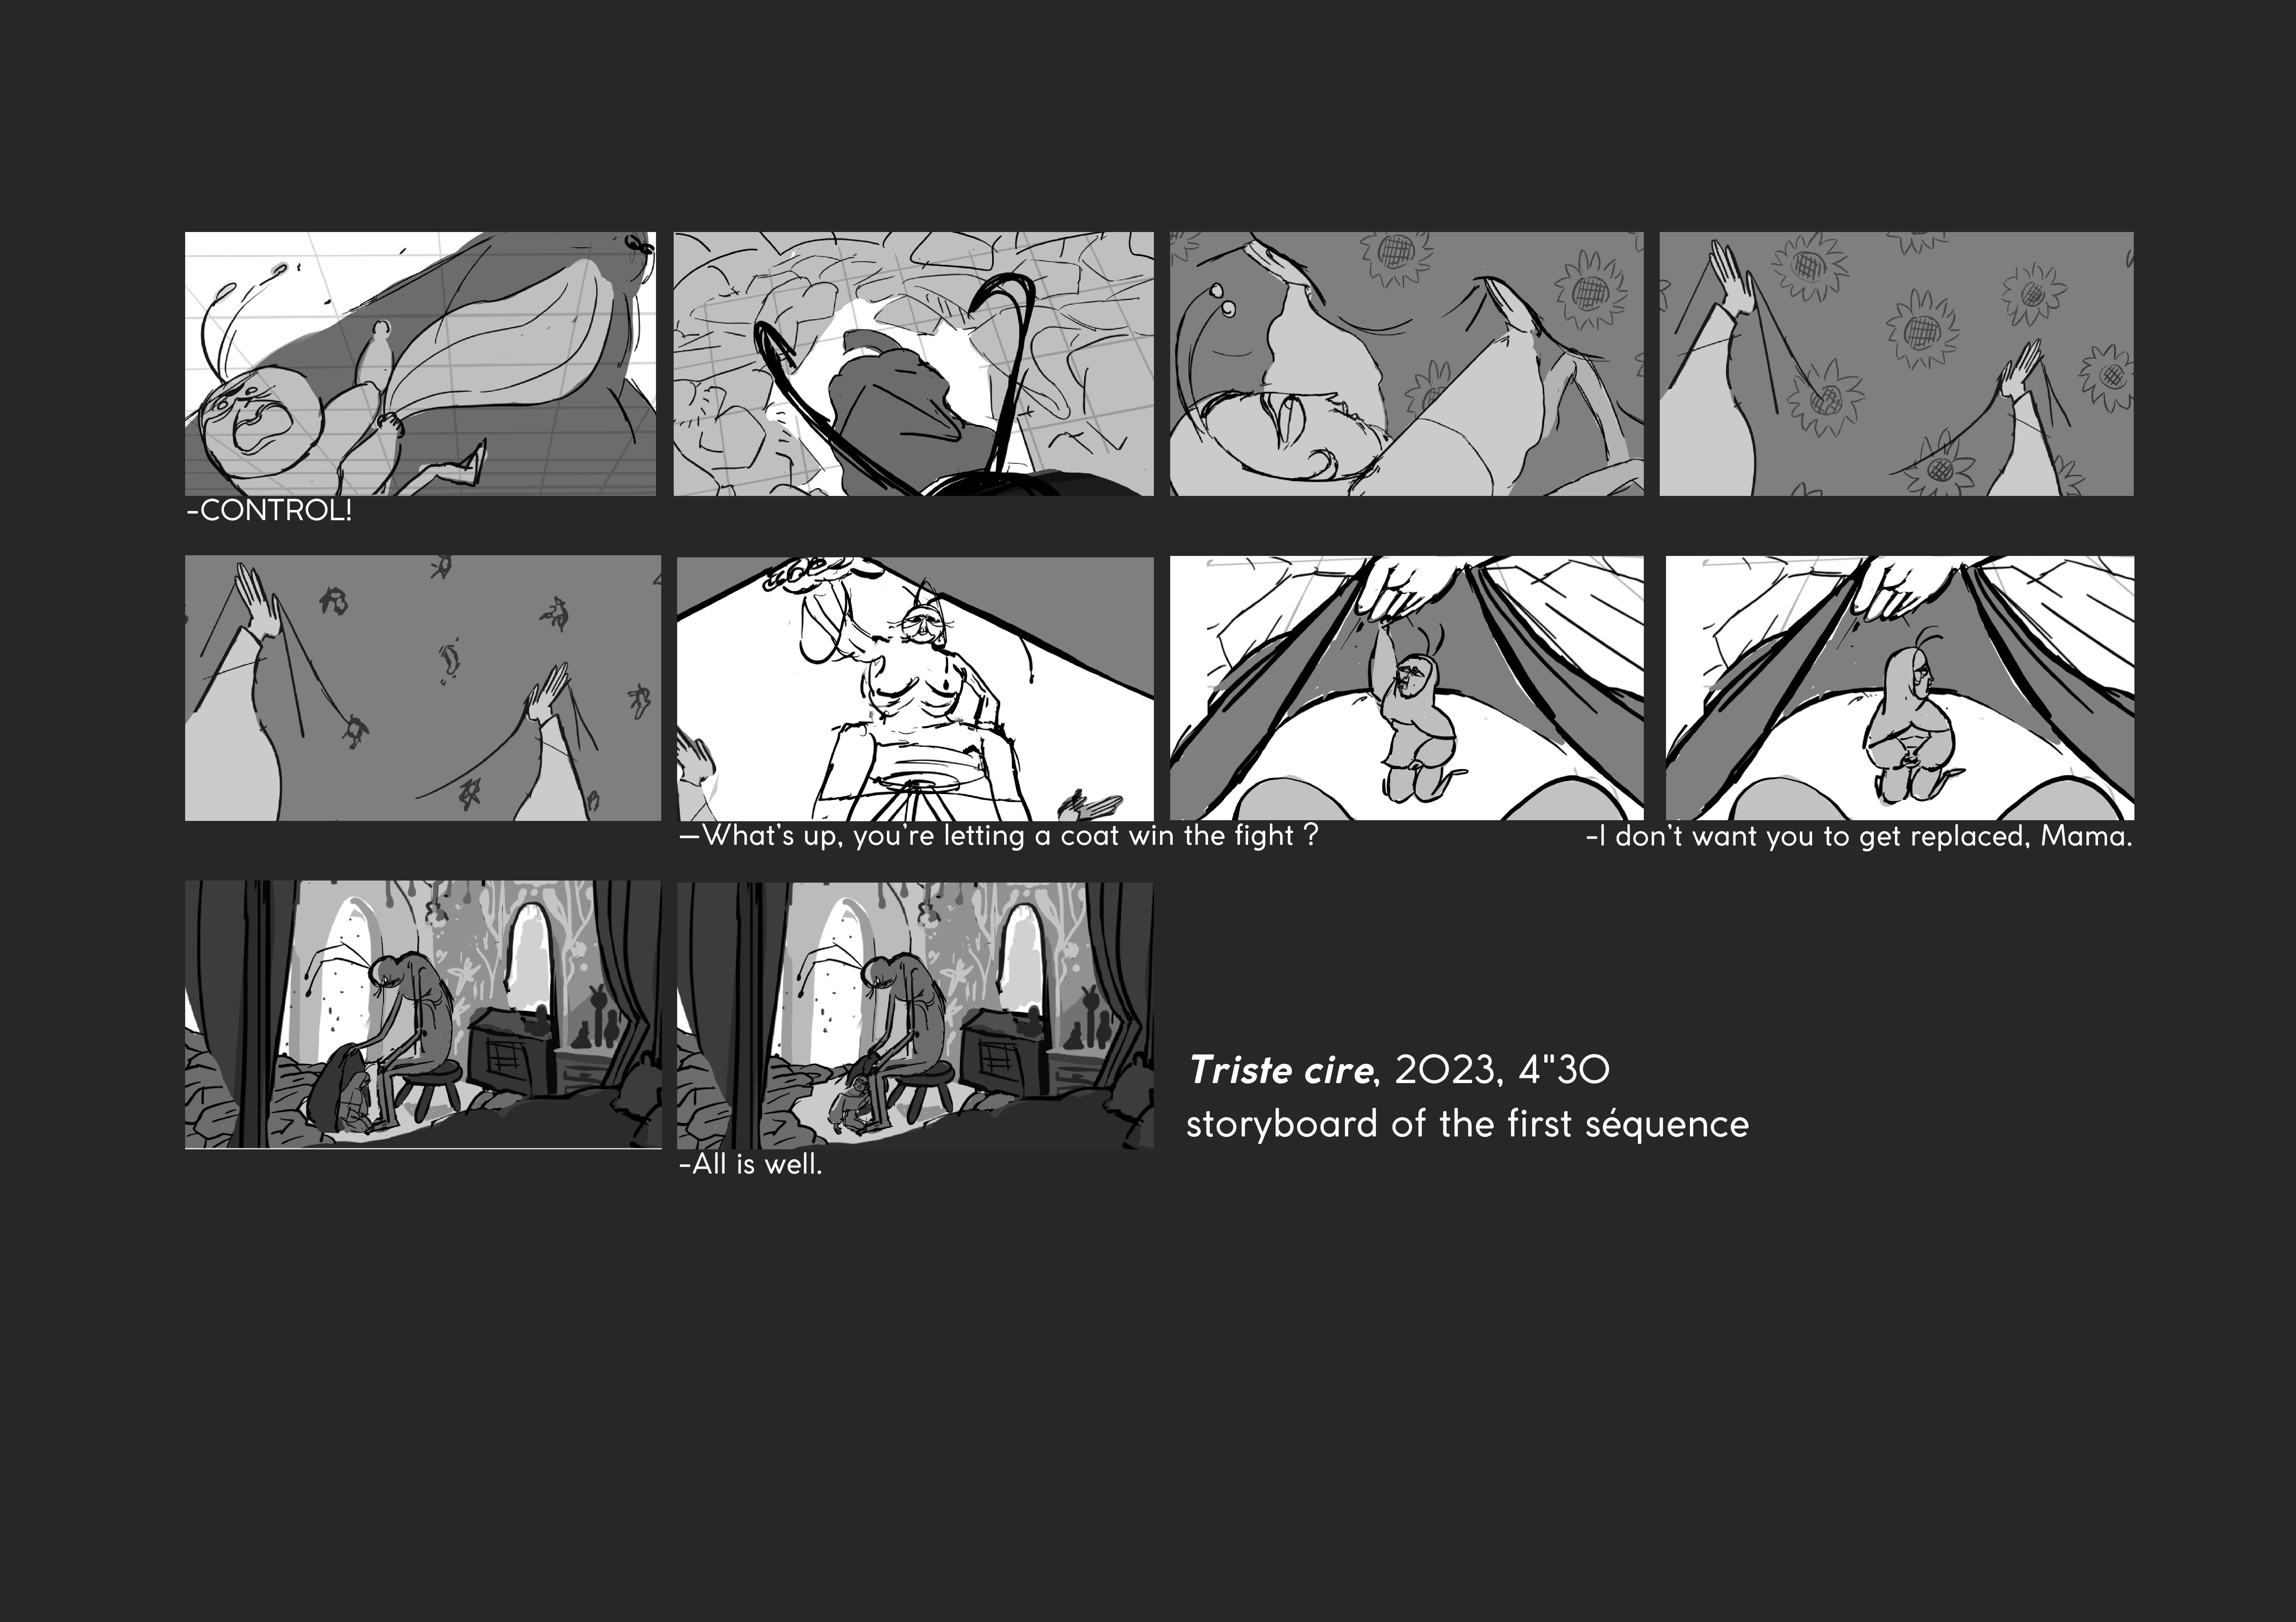 -CONTROL!
—What's up, you're letting a coat win the fight ?
-I don't want you to get replaced, Mama.
-All is well.
Triste cire, 2023, 4"30
storyboard of the first séquence